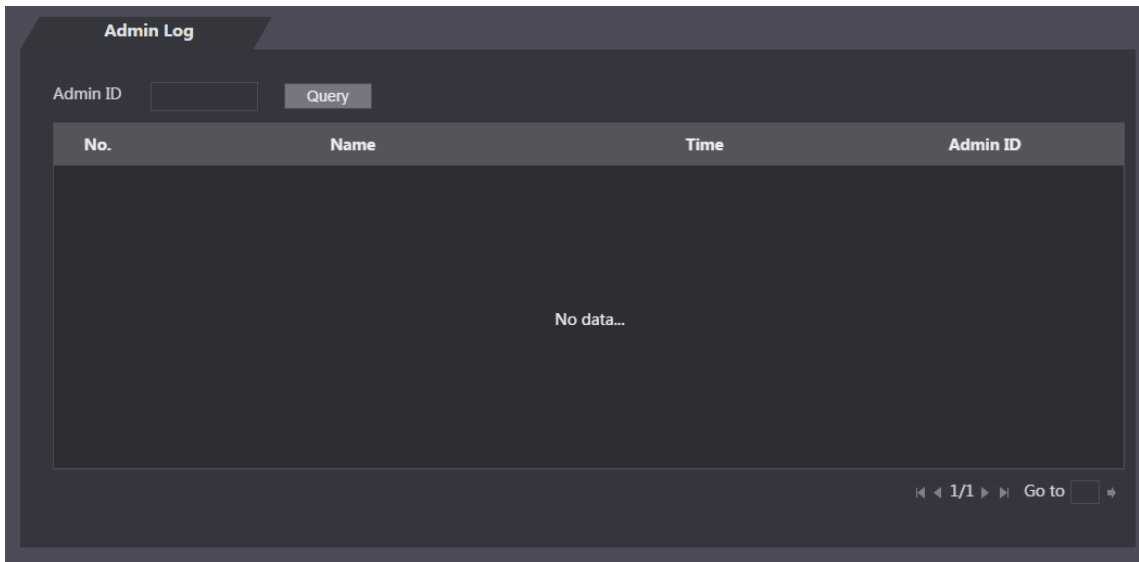 Admin Log
Admin ID Query
No. Name Time Admin ID
No data...
1/1 Go to